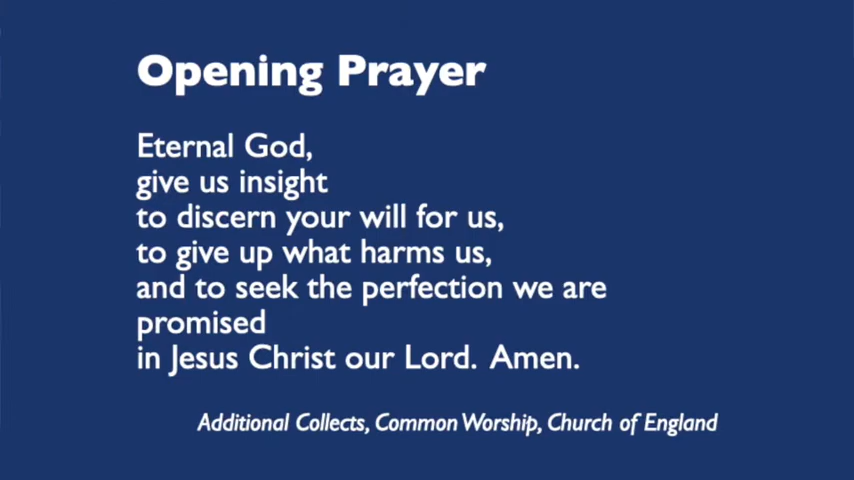 Opening Prayer
Eternal God,
give us insight
to discern your will for us,
to give up what harms us,
and to seek the perfection we are
promised
in Jesus Christ our Lord. Amen.
Additional Collects, Common Worship, Church of England